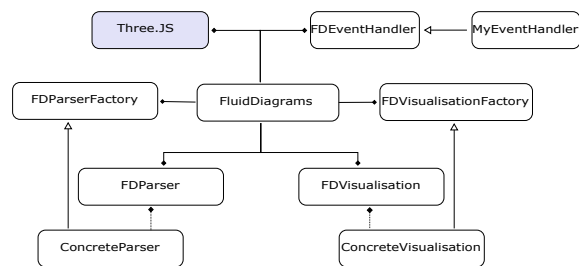 Three.JS
FDEventHandler
MyEventHandler
FDParserFactory
FluidDiagrams
FDVisualisationFactory
FDParser
FDVisualisation
ConcreteParser
ConcreteVisualisation